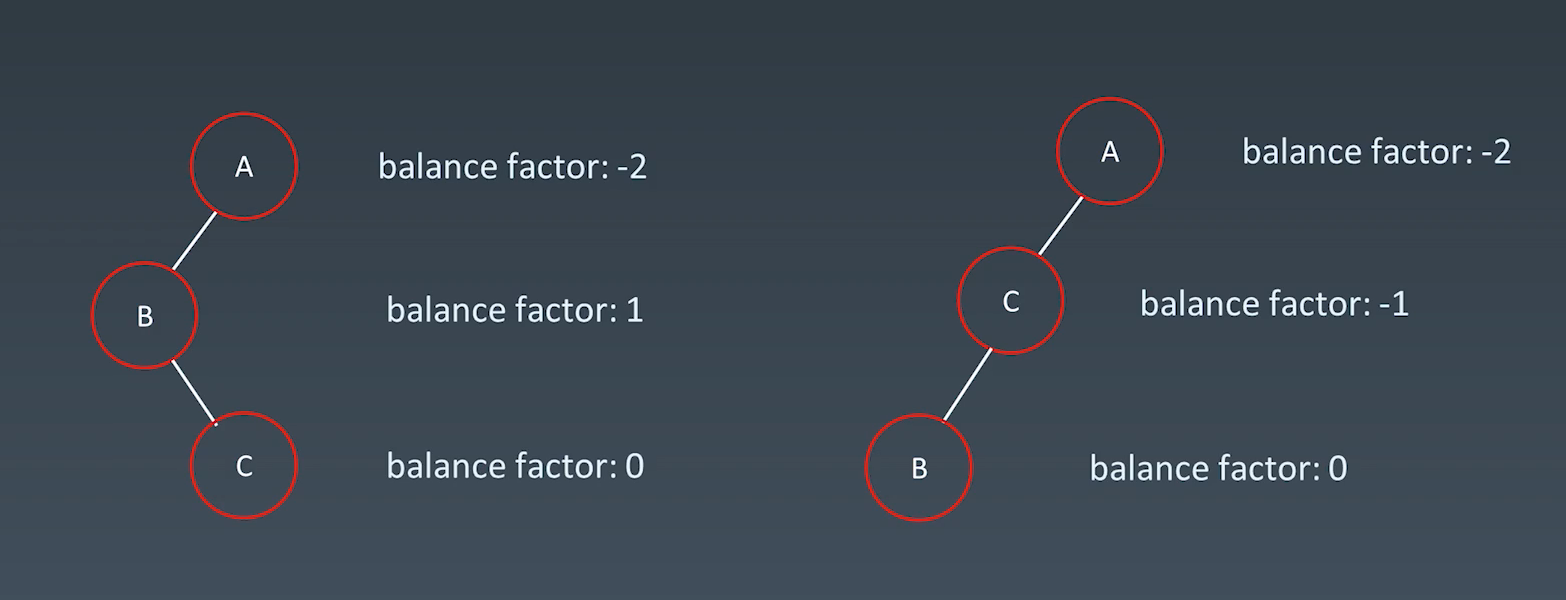 A balance factor: -2
B balance factor: 1
C balance factor: 0
A balance factor: -2
C balance factor: -1
B balance factor: 0